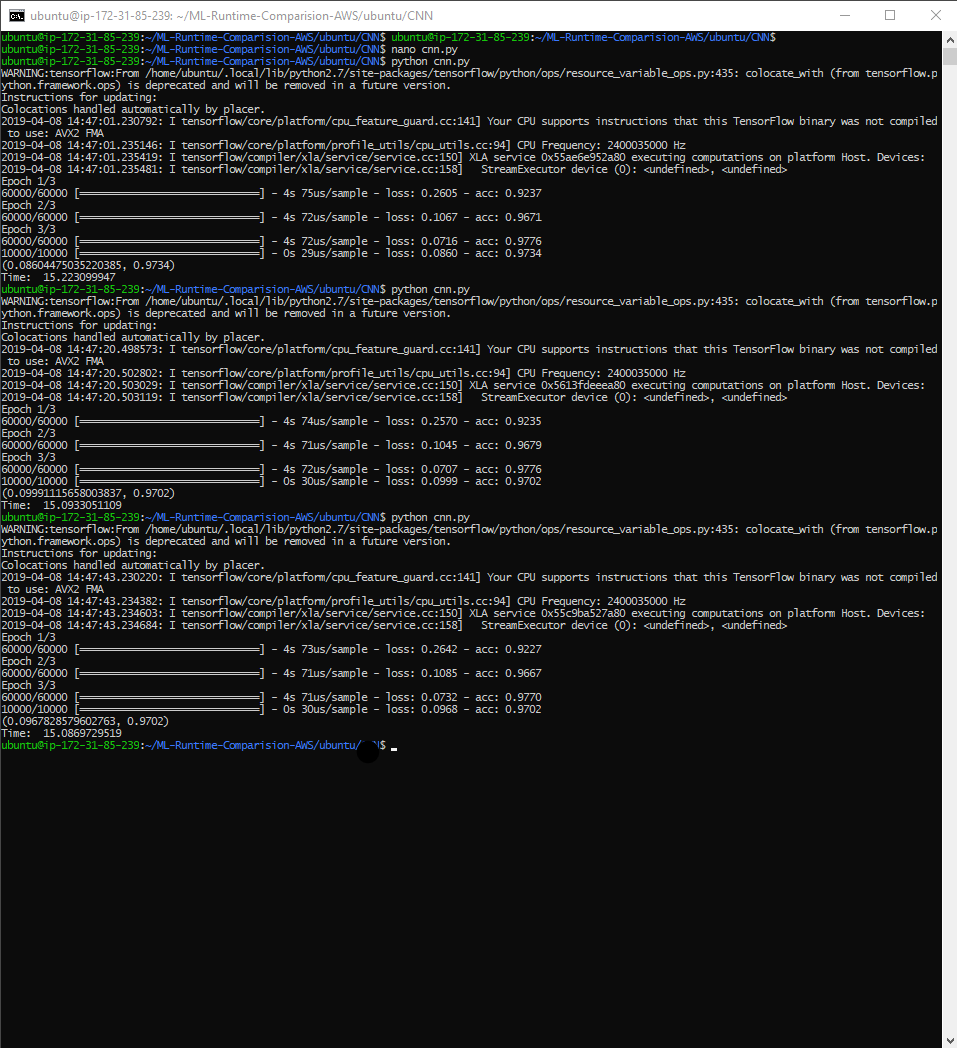 ubuntu@ip-172-31-85-239: ~/ML-Runtime-Comparision-AWS/ubuntu/CNN
ubuntu@ip-172-31-85-239:~/ML-Runtime-Comparision-AWS/ubuntu/CNN$ ubuntu@ip-172-31-85-239:~/ML-Runtime-Comparision-AWS/ubuntu/CNN$
ubuntu@ip-172-31-85-239:~/ML-Runtime-Comparision-AWS/ubuntu/CNN$ nano cnn.py
ubuntu@ip-172-31-85-239:~/ML-Runtime-Comparision-AWS/ubuntu/CNN$ python cnn.py
WARNING:tensorflow:From /home/ubuntu/.local/lib/python2.7/site-packages/tensorflow/python/ops/resource_variable_ops.py:435: colocate_with (from tensorflow.p
ython.framework.ops) is deprecated and will be removed in a future version.
Instructions for updating:
Colocations handled automatically by placer.
2019-04-08 14:47:01.230792: I tensorflow/core/platform/cpu_feature_guard.cc:141] Your CPU supports instructions that this TensorFlow binary was not compiled
 to use: AVX2 FMA
2019-04-08 14:47:01.235146: I tensorflow/core/platform/profile_utils/cpu_utils.cc:94] CPU Frequency: 2400035000 Hz
2019-04-08 14:47:01.235419: I tensorflow/compiler/xla/service/service.cc:150] XLA service 0x55ae6e952a80 executing computations on platform Host. Devices:
2019-04-08 14:47:01.235481: I tensorflow/compiler/xla/service/service.cc:158]   StreamExecutor device (0): <undefined>, <undefined>
Epoch 1/3
60000/60000 [==============================] - 4s 75us/sample - loss: 0.2605 - acc: 0.9237
Epoch 2/3
60000/60000 [==============================] - 4s 72us/sample - loss: 0.1067 - acc: 0.9671
Epoch 3/3
60000/60000 [==============================] - 4s 72us/sample - loss: 0.0716 - acc: 0.9776
10000/10000 [==============================] - 0s 29us/sample - loss: 0.0860 - acc: 0.9734
(0.08604475035220385, 0.9734)
Time:  15.223099947
ubuntu@ip-172-31-85-239:~/ML-Runtime-Comparision-AWS/ubuntu/CNN$ python cnn.py
WARNING:tensorflow:From /home/ubuntu/.local/lib/python2.7/site-packages/tensorflow/python/ops/resource_variable_ops.py:435: colocate_with (from tensorflow.p
ython.framework.ops) is deprecated and will be removed in a future version.
Instructions for updating:
Colocations handled automatically by placer.
2019-04-08 14:47:20.498573: I tensorflow/core/platform/cpu_feature_guard.cc:141] Your CPU supports instructions that this TensorFlow binary was not compiled
 to use: AVX2 FMA
2019-04-08 14:47:20.502802: I tensorflow/core/platform/profile_utils/cpu_utils.cc:94] CPU Frequency: 2400035000 Hz
2019-04-08 14:47:20.503029: I tensorflow/compiler/xla/service/service.cc:150] XLA service 0x5613fdeeea80 executing computations on platform Host. Devices:
2019-04-08 14:47:20.503119: I tensorflow/compiler/xla/service/service.cc:158]   StreamExecutor device (0): <undefined>, <undefined>
Epoch 1/3
60000/60000 [==============================] - 4s 74us/sample - loss: 0.2570 - acc: 0.9235
Epoch 2/3
60000/60000 [==============================] - 4s 71us/sample - loss: 0.1045 - acc: 0.9679
Epoch 3/3
60000/60000 [==============================] - 4s 72us/sample - loss: 0.0707 - acc: 0.9776
10000/10000 [==============================] - 0s 30us/sample - loss: 0.0999 - acc: 0.9702
(0.09991115658003837, 0.9702)
Time:  15.0933051109
ubuntu@ip-172-31-85-239:~/ML-Runtime-Comparision-AWS/ubuntu/CNN$ python cnn.py
WARNING:tensorflow:From /home/ubuntu/.local/lib/python2.7/site-packages/tensorflow/python/ops/resource_variable_ops.py:435: colocate_with (from tensorflow.p
ython.framework.ops) is deprecated and will be removed in a future version.
Instructions for updating:
Colocations handled automatically by placer.
2019-04-08 14:47:43.230220: I tensorflow/core/platform/cpu_feature_guard.cc:141] Your CPU supports instructions that this TensorFlow binary was not compiled
 to use: AVX2 FMA
2019-04-08 14:47:43.234382: I tensorflow/core/platform/profile_utils/cpu_utils.cc:94] CPU Frequency: 2400035000 Hz
2019-04-08 14:47:43.234603: I tensorflow/compiler/xla/service/service.cc:150] XLA service 0x55c9ba527a80 executing computations on platform Host. Devices:
2019-04-08 14:47:43.234684: I tensorflow/compiler/xla/service/service.cc:158]   StreamExecutor device (0): <undefined>, <undefined>
Epoch 1/3
60000/60000 [==============================] - 4s 73us/sample - loss: 0.2642 - acc: 0.9227
Epoch 2/3
60000/60000 [==============================] - 4s 71us/sample - loss: 0.1085 - acc: 0.9667
Epoch 3/3
60000/60000 [==============================] - 4s 71us/sample - loss: 0.0732 - acc: 0.9770
10000/10000 [==============================] - 0s 30us/sample - loss: 0.0968 - acc: 0.9702
(0.0967828579602763, 0.9702)
Time:  15.0869729519
ubuntu@ip-172-31-85-239:~/ML-Runtime-Comparision-AWS/ubuntu/CNN$